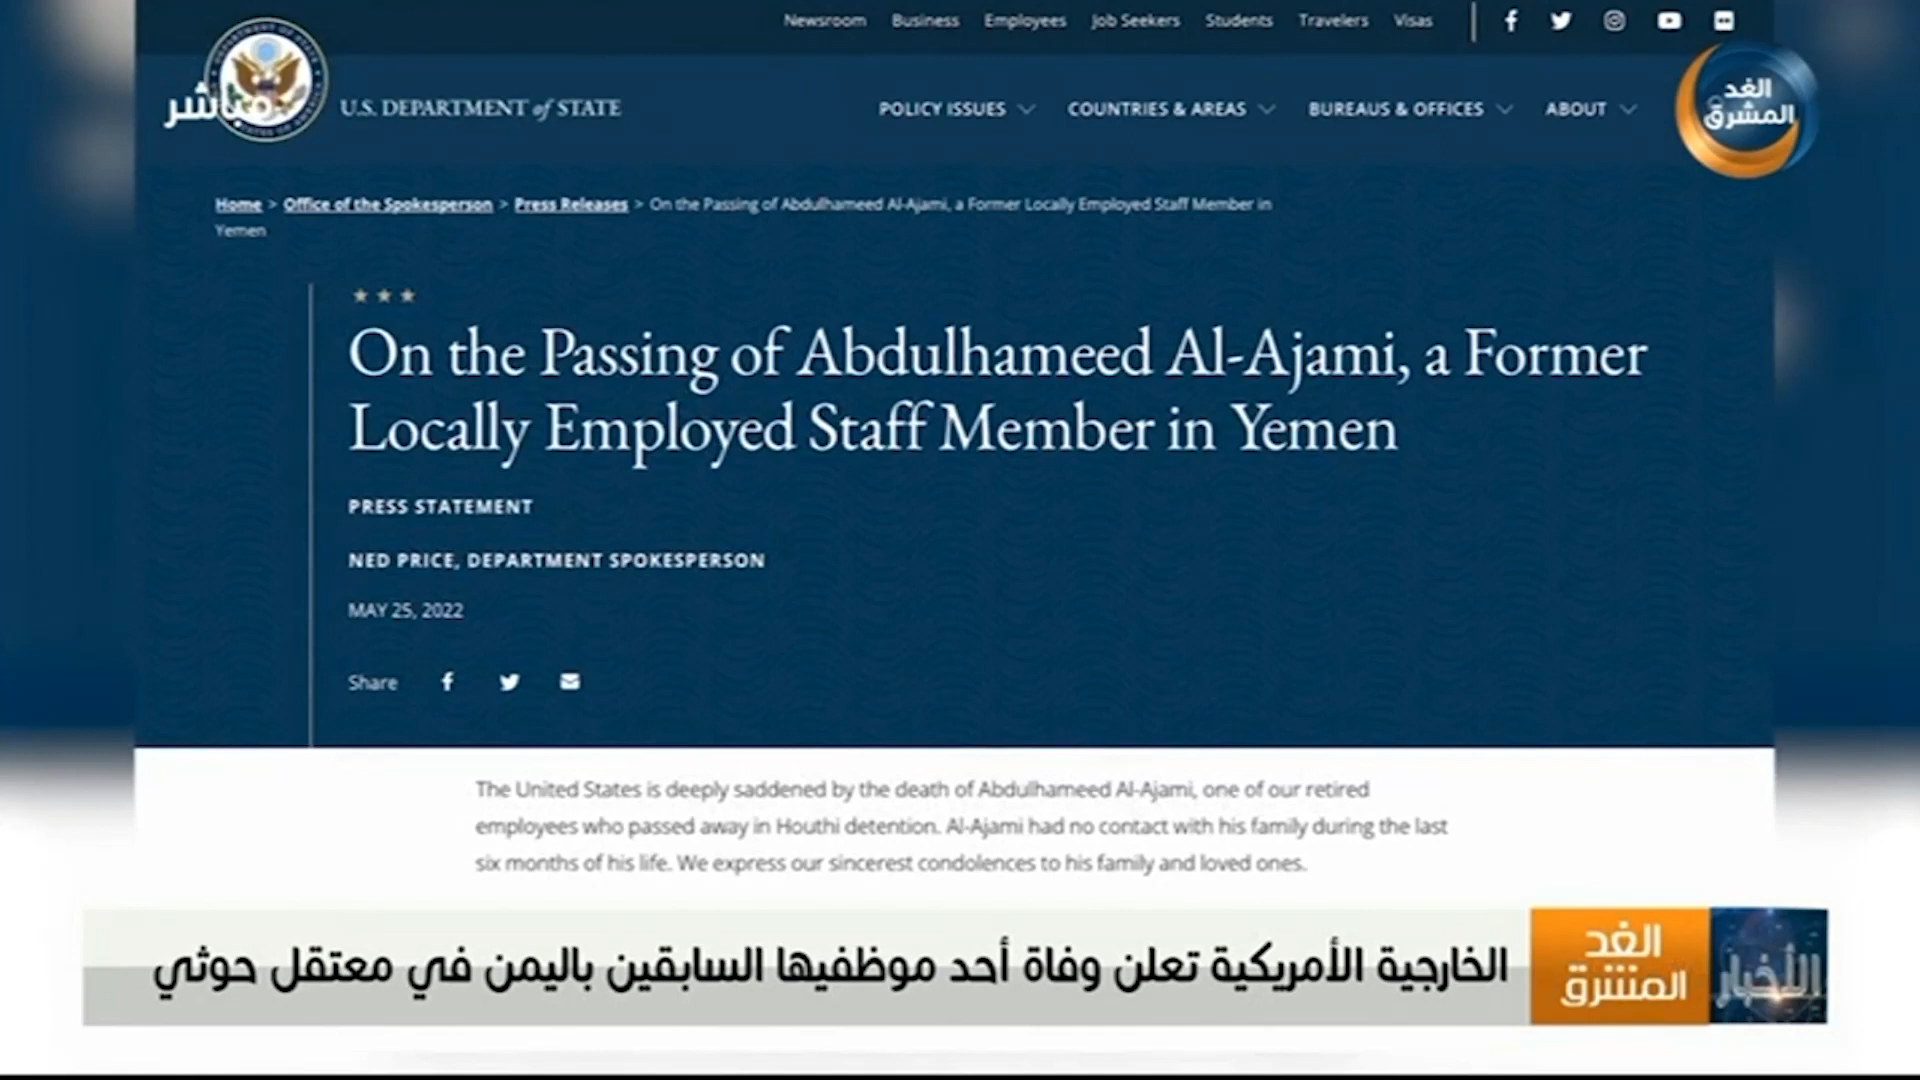 Newsroom Business Employees Job Seekers Students Travelers Visas
مباشر
U.S. DEPARTMENT of STATE
POLICY ISSUES COUNTRIES & AREAS BUREAUS & OFFICES ABOUT
الغد
المشرق
Home > Office of the Spokesperson > Press Releases > On the Passing of Abdulhameed Al-Ajami, a Former Locally Employed Staff Member in
Yemen
On the Passing of Abdulhameed Al-Ajami, a Former
Locally Employed Staff Member in Yemen
PRESS STATEMENT
NED PRICE, DEPARTMENT SPOKESPERSON
MAY 25, 2022
Share
The United States is deeply saddened by the death of Abdulhameed Al-Ajami, one of our retired
employees who passed away in Houthi detention. Al-Ajami had no contact with his family during the last
six months of his life. We express our sincerest condolences to his family and loved ones.
الأخبار
الغد
المشرق
الخارجية الأمريكية تعلن وفاة أحد موظفيها السابقين باليمن في معتقل حوثي